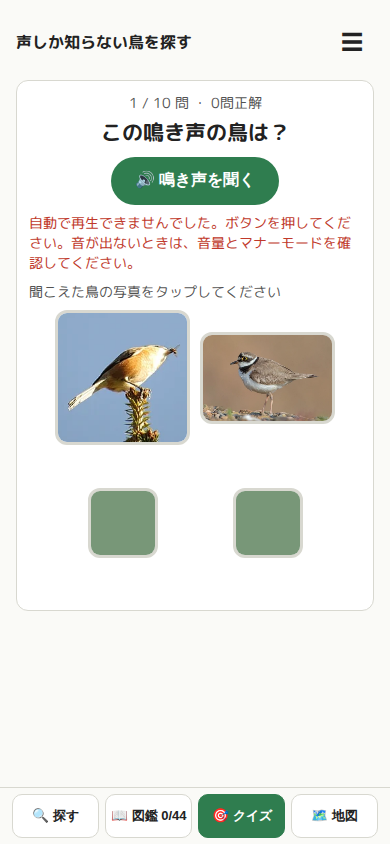 声しか知らない鳥を探す
1 / 10 問 · 0問正解
この鳴き声の鳥は？
🔊 鳴き声を聞く
自動で再生できませんでした。ボタンを押してくだ
さい。音が出ないときは、音量とマナーモードを確
認してください。
聞こえた鳥の写真をタップしてください
🔍 探す
📖 図鑑 0/44
🎯 クイズ
🗺️ 地図